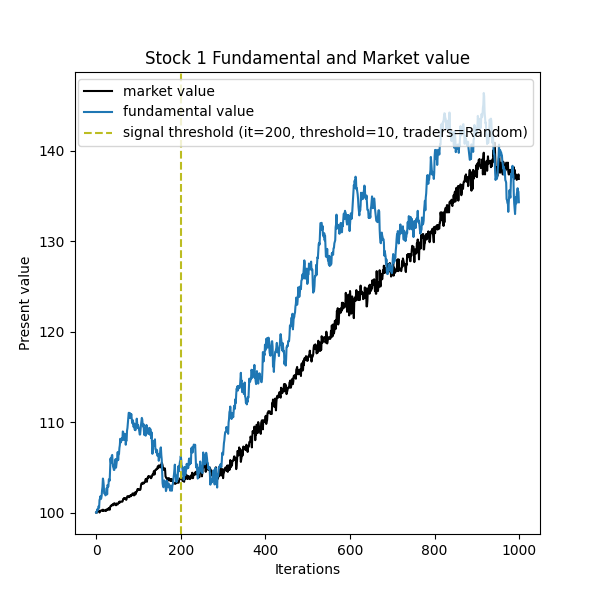 Stock 1 Fundamental and Market value
market value
fundamental value
signal threshold (it=200, threshold=10, traders=Random)
140
130
120
110
100
Present value
0 200 400 600 800 1000
Iterations